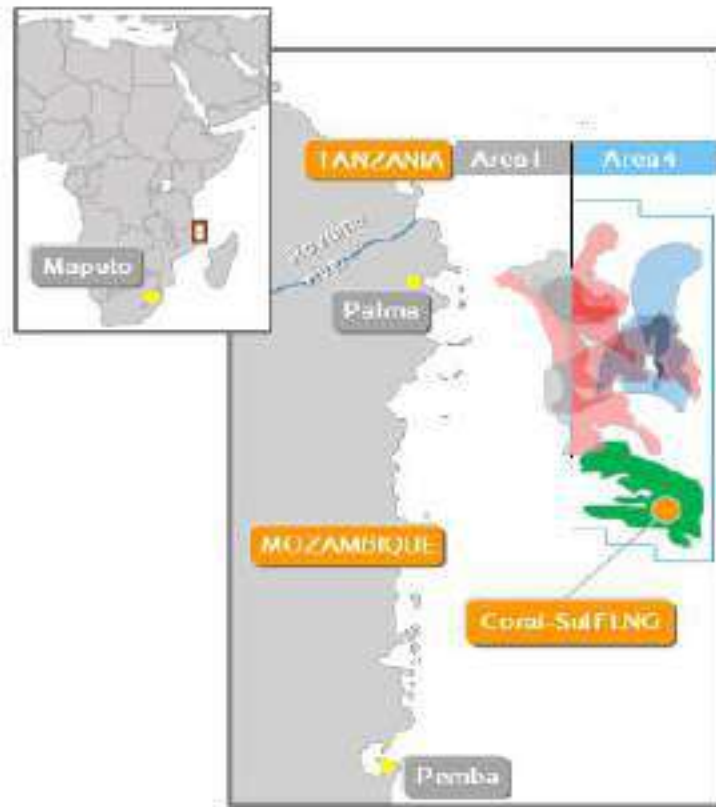 TANZANIA
Area 1
Area 4
Maputo
Palma
MOZAMBIQUE
Coral-Sul FLNG
Pemba